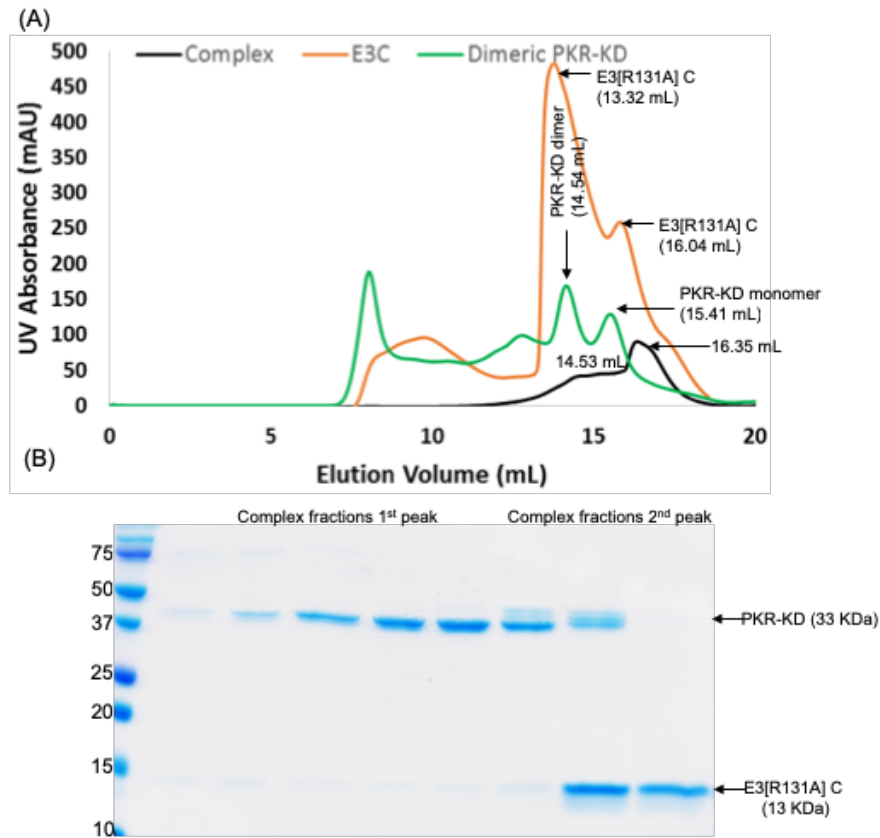 (A)
Complex E3C Dimeric PKR-KD
500
450
400
350
300
250
200
150
100
50
0
UV Absorbance (mAU)
E3[R131A] C
(13.32 mL)
PKR-KD dimer
(14.54 mL)
E3[R131A] C
(16.04 mL)
PKR-KD monomer
(15.41 mL)
16.35 mL
14.53 mL
0 5 10 15 20
Elution Volume (mL)
(B)
Complex fractions 1st peak Complex fractions 2nd peak
75
50
37
25
20
15
10
PKR-KD (33 KDa)
E3[R131A] C
(13 KDa)